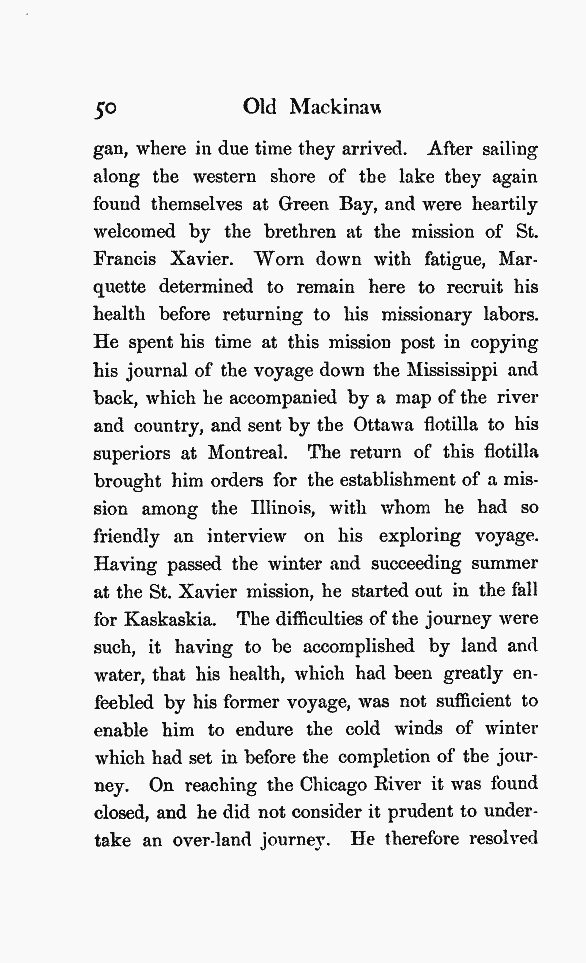 50 Old Mackinaw
gan, where in due time they arrived. After sailing
along the western shore of the lake they again
found themselves at Green Bay, and were heartily
welcomed by the brethren at the mission of St.
Francis Xavier. Worn down with fatigue, Mar-
quette determined to remain here to recruit his
health before returning to his missionary labors.
He spent his time at this mission post in copying
his journal of the voyage down the Mississippi and
back, which he accompanied by a map of the river
and country, and sent by the Ottawa flotilla to his
superiors at Montreal. The return of this flotilla
brought him orders for the establishment of a mis-
sion among the Illinois, with whom he had so
friendly an interview on his exploring voyage.
Having passed the winter and succeeding summer
at the St. Xavier mission, he started out in the fall
for Kaskaskia. The difficulties of the journey were
such, it having to be accomplished by land and
water, that his health, which had been greatly en-
feebled by his former voyage, was not sufficient to
enable him to endure the cold winds of winter
which had set in before the completion of the jour-
ney. On reaching the Chicago River it was found
closed, and he did not consider it prudent to under-
take an over-land journey. He therefore resolved